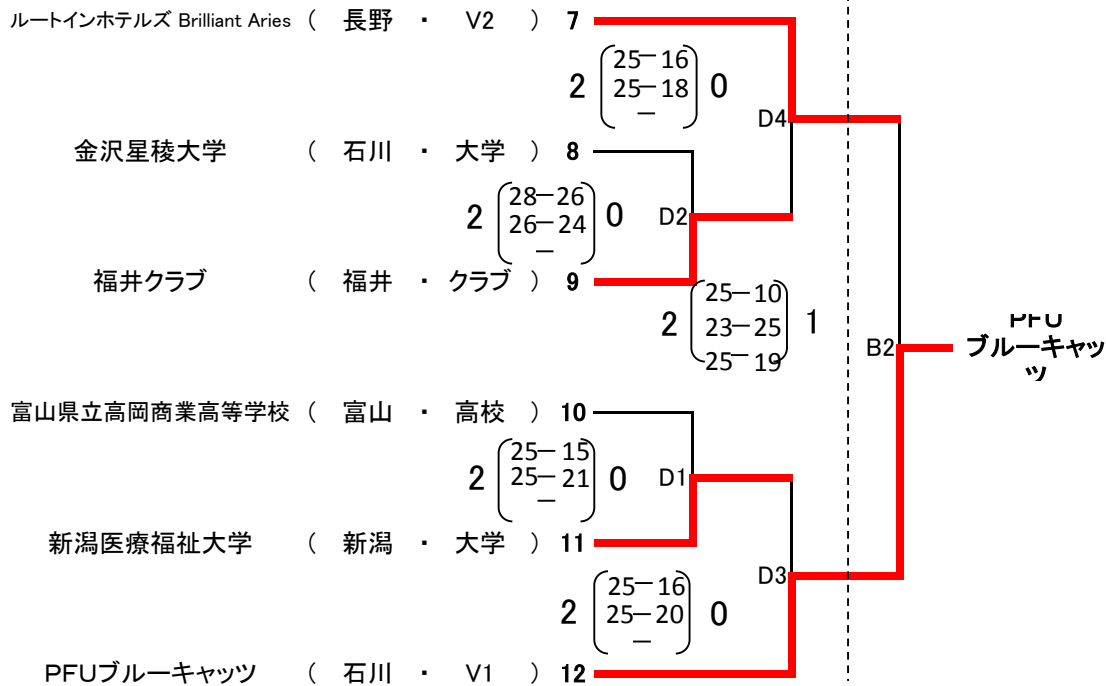 ルートインホテルズ Brilliant Aries ( 長野 ・ V2 ) 7
25－16
2 25－18 0
－
D4
金沢星稜大学 ( 石川 ・ 大学 ) 8
28－26
2 26－24 0 D2
－
福井クラブ ( 福井 ・ クラブ ) 9
25－10
2 23－25 1
25－19
B2
PFU
ブルーキャッ
ツ
富山県立高岡商業高等学校 ( 富山 ・ 高校 ) 10
25－15
2 25－21 0 D1
－
新潟医療福祉大学 ( 新潟 ・ 大学 ) 11
D3
25－16
2 25－20 0
－
PFUブルーキャッツ ( 石川 ・ V1 ) 12